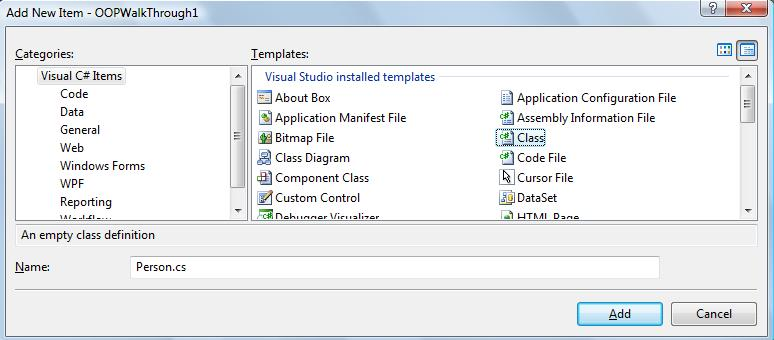 Add New Item - OOPWalkThrough1
Categories:
Templates:
Visual C# Items
Code
Data
General
Web
Windows Forms
WPF
Reporting
Workflow
Visual Studio installed templates
About Box
Application Configuration File
Application Manifest File
Assembly Information File
Bitmap File
Class
Class Diagram
Code File
Component Class
Cursor File
Custom Control
DataSet
Debugger Visualizer
HTML Page
An empty class definition
Name: Person.cs
Add Cancel